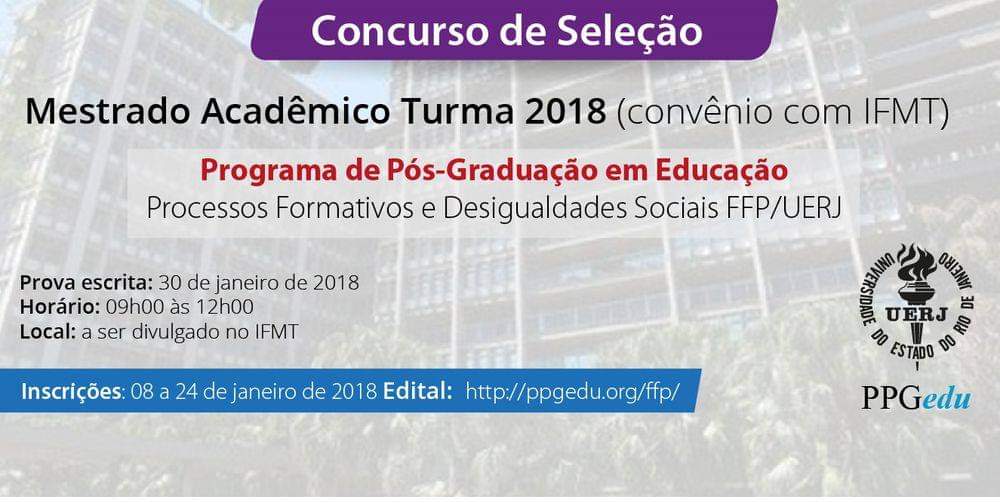 Concurso de Seleção
Mestrado Acadêmico Turma 2018 (convênio com IFMT)
Programa de Pós-Graduação em Educação
Processos Formativos e Desigualdades Sociais FFP/UERJ
Prova escrita: 30 de janeiro de 2018
Horário: 09h00 às 12h00
Local: a ser divulgado no IFMT
UNIVERSIDADE DO ESTADO DO RIO DE JANEIRO
UERJ
Inscrições: 08 a 24 de janeiro de 2018 Edital: http://ppgedu.org/ffp/
PPGedu